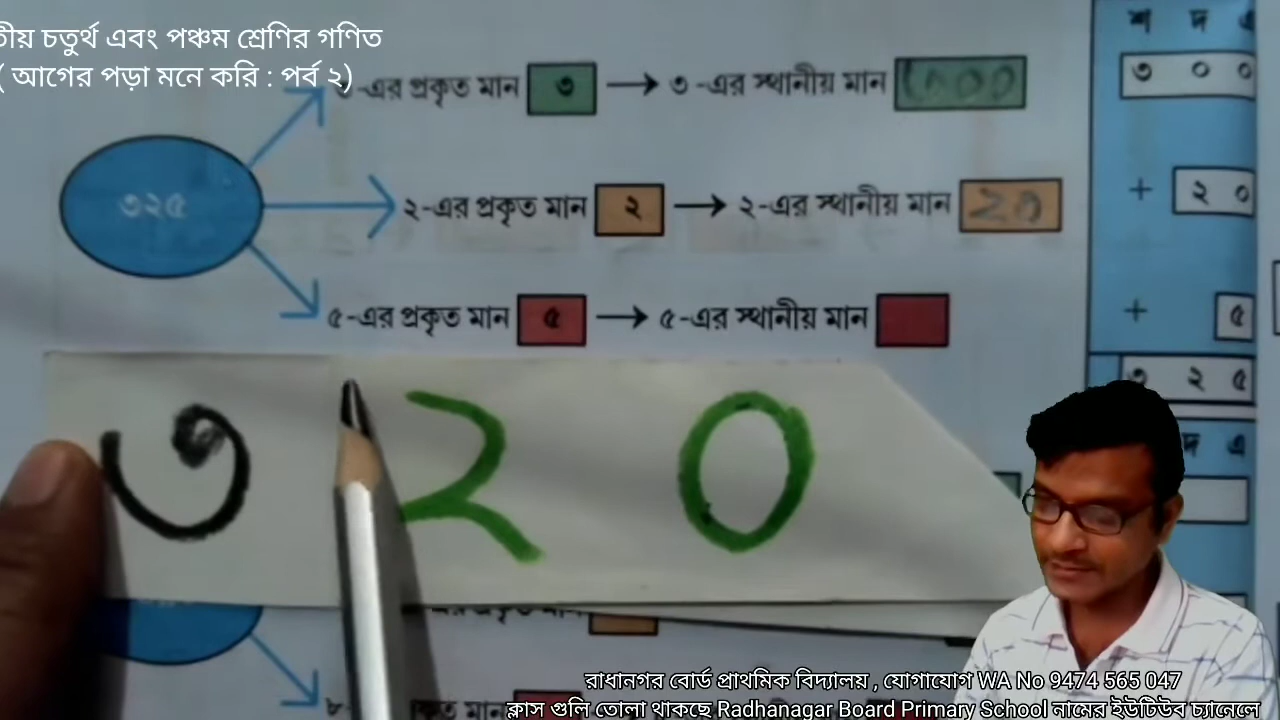 চতুর্থ এবং পঞ্চম শ্রেণির গণিত
( আগের পড়া মনে করি : পর্ব ২)
-এর প্রকৃত মান ৩ → ৩ -এর স্থানীয় মান ৩০০
৩২৫
২-এর প্রকৃত মান ২ → ২-এর স্থানীয় মান ২০
৫-এর প্রকৃত মান ৫ → ৫-এর স্থানীয় মান
শ দ এ
৩ ০ ০
+ ২ ০
+ ৫
৩ ২ ৫
দ এ
৩ ২ ০
মান
রাধানগর বোর্ড প্রাথমিক বিদ্যালয় , যোগাযোগ WA No 9474 565 047
ক্লাস গুলি তোলা থাকছে Radhanagar Board Primary School নামের ইউটিউব চ্যানেলে